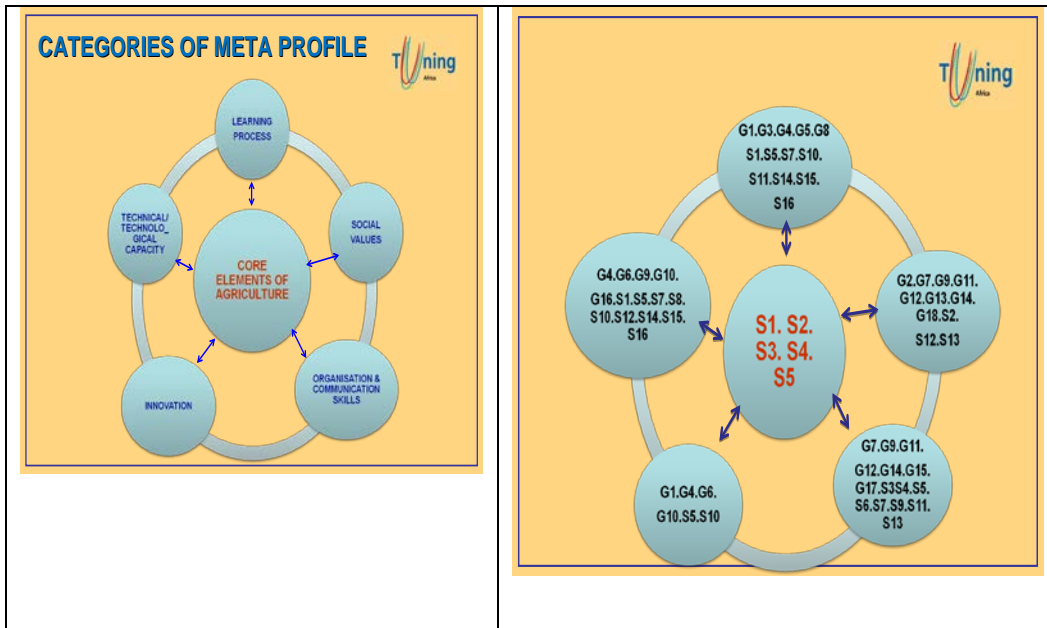 CATEGORIES OF META PROFILE
TUning
Africa
LEARNING
PROCESS
TECHNICAL/
TECHNOLO_
GICAL
CAPACITY
SOCIAL
VALUES
CORE
ELEMENTS OF
AGRICULTURE
INNOVATION
ORGANISATION &
COMMUNICATION
SKILLS
TUning
Africa
G1.G3.G4.G5.G8
S1.S5.S7.S10.
S11.S14.S15.
S16
G4.G6.G9.G10.
G16.S1.S5.S7.S8.
S10.S12.S14.S15.
S16
G2.G7.G9.G11.
G12.G13.G14.
G18.S2.
S12.S13
S1. S2.
S3. S4.
S5
G1.G4.G6.
G10.S5.S10
G7.G9.G11.
G12.G14.G15.
G17.S3S4.S5.
S6.S7.S9.S11.
S13